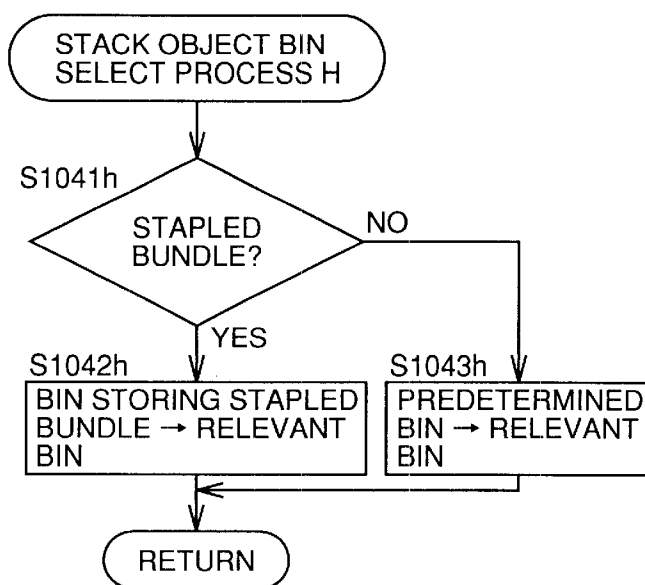 STACK OBJECT BIN
SELECT PROCESS H
S1041h
STAPLED
BUNDLE?
NO
YES
S1042h
BIN STORING STAPLED
BUNDLE → RELEVANT
BIN
S1043h
PREDETERMINED
BIN → RELEVANT
BIN
RETURN